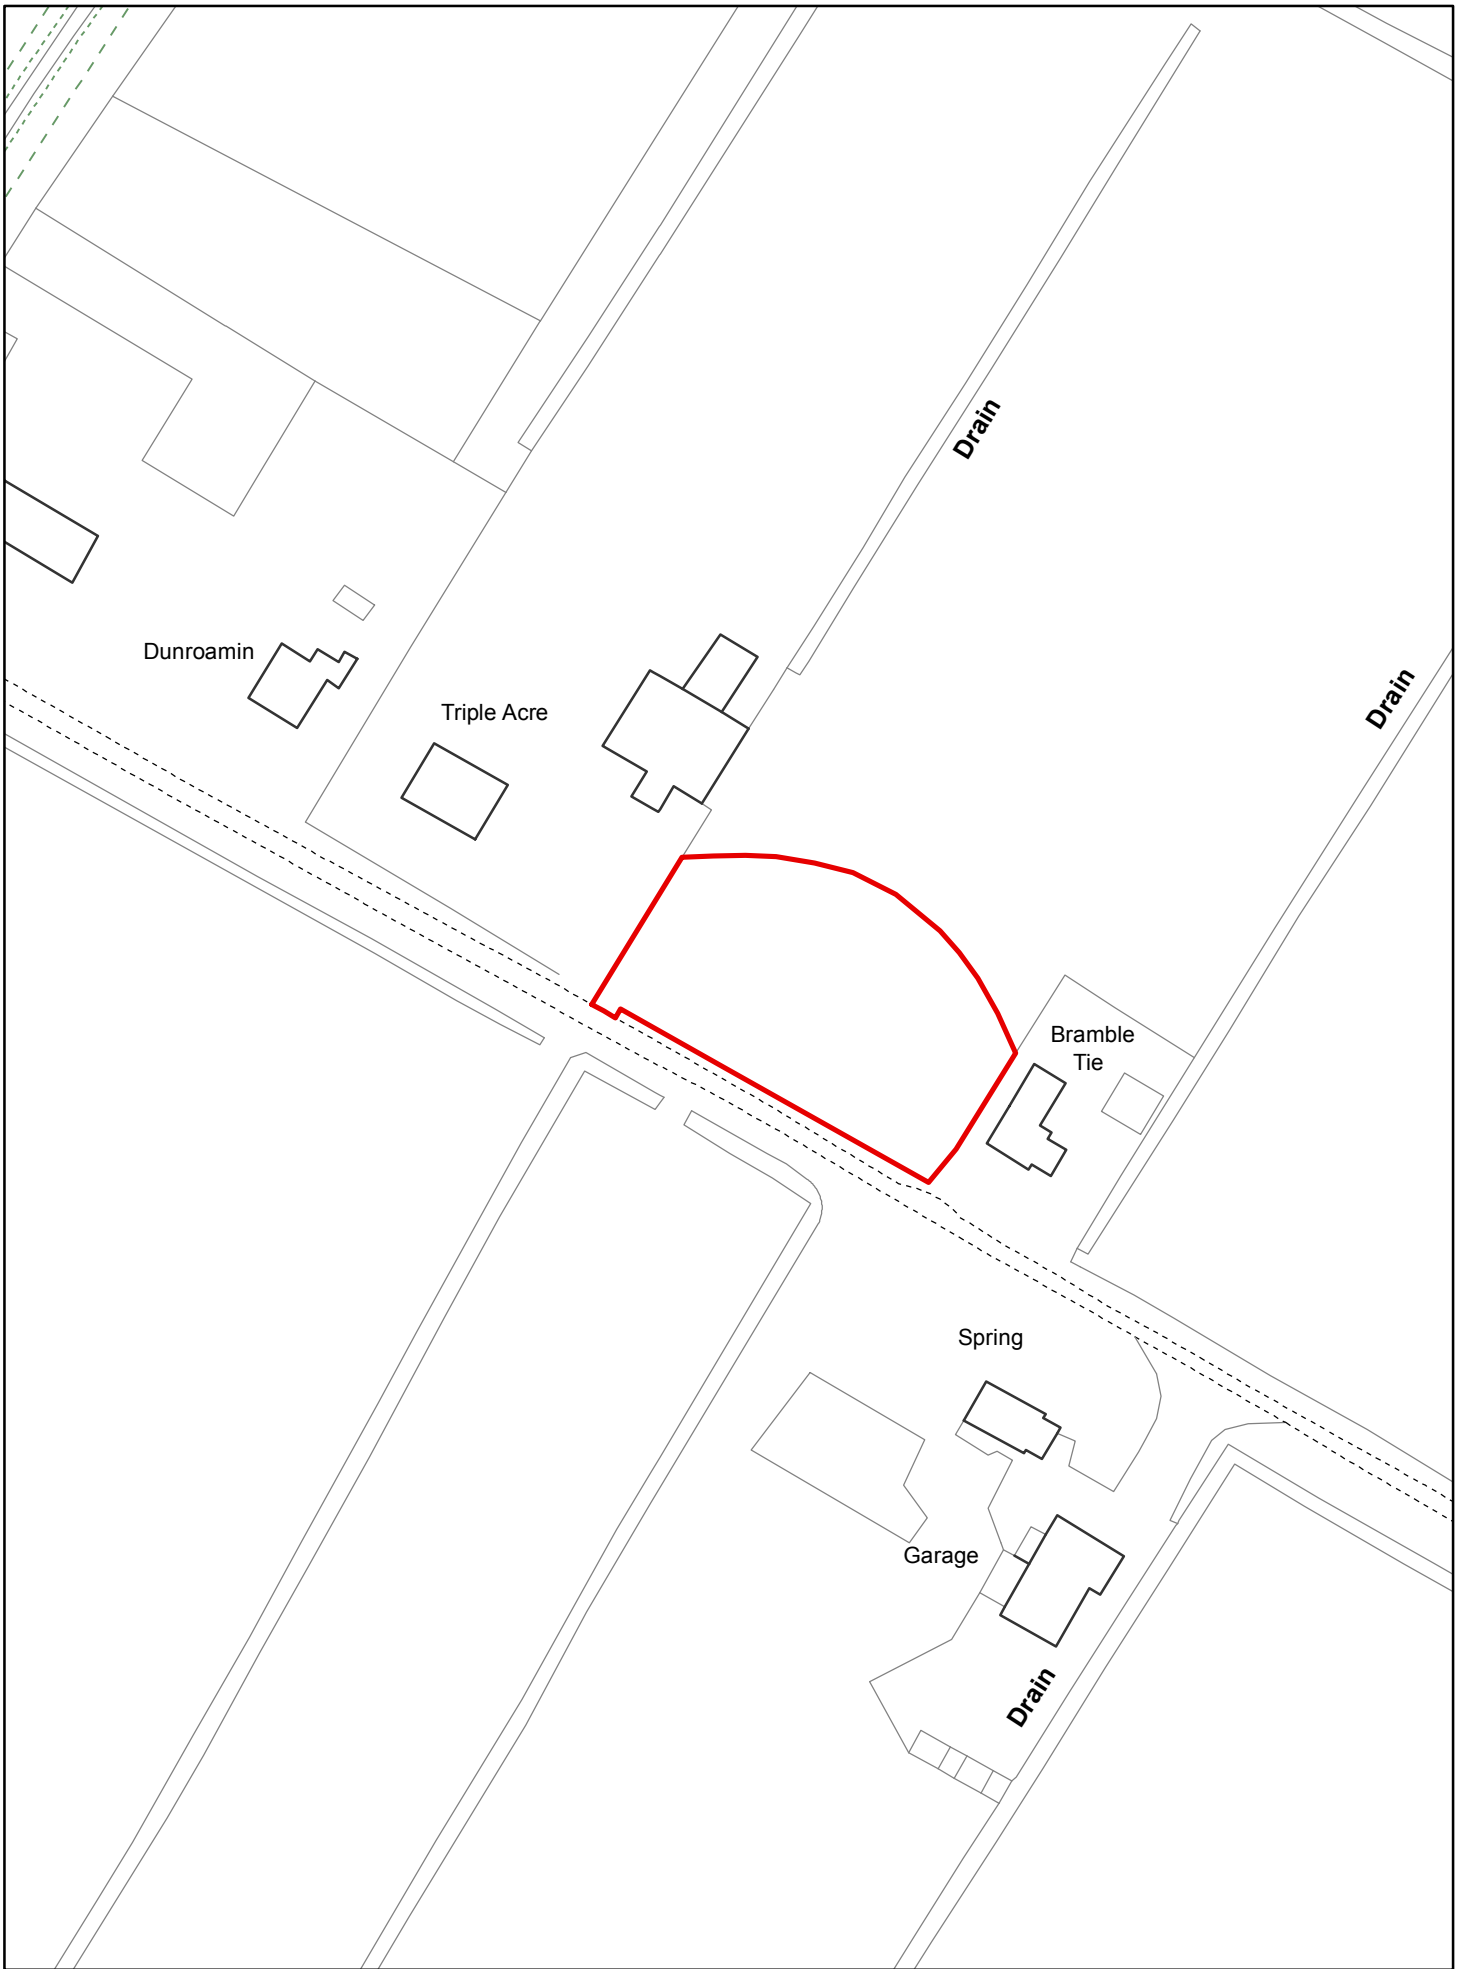 Drain
Dunroamin
Drain
Triple Acre
Bramble
Tie
Spring
Garage
Drain